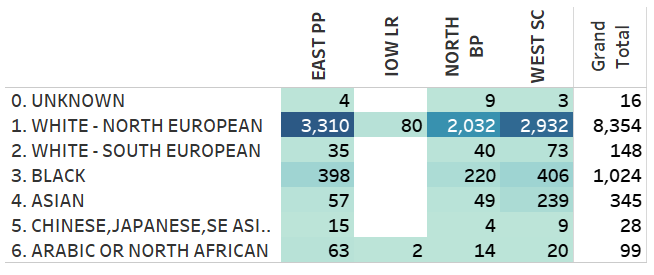 EAST PP IOW LR NORTH BP WEST SC Grand Total
0. UNKNOWN 4 9 3 16
1. WHITE - NORTH EUROPEAN 3,310 80 2,032 2,932 8,354
2. WHITE - SOUTH EUROPEAN 35 40 73 148
3. BLACK 398 220 406 1,024
4. ASIAN 57 49 239 345
5. CHINESE,JAPANESE,SE ASI.. 15 4 9 28
6. ARABIC OR NORTH AFRICAN 63 2 14 20 99